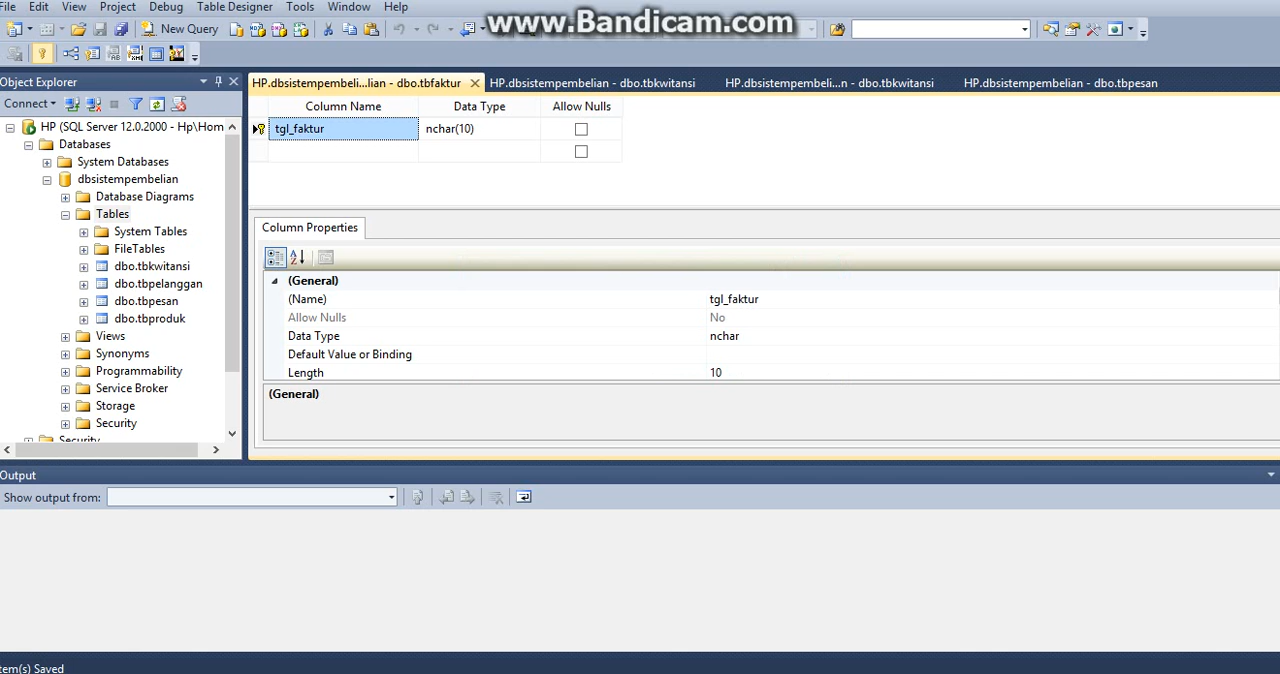 www.Bandicam.com
File Edit View Project Debug Table Designer Tools Window Help
New Query
Object Explorer
Connect
HP (SQL Server 12.0.2000 - Hp\Hom
Databases
System Databases
dbsistempembelian
Database Diagrams
Tables
System Tables
FileTables
dbo.tbkwitansi
dbo.tbpelanggan
dbo.tbpesan
dbo.tbproduk
Views
Synonyms
Programmability
Service Broker
Storage
Security
Security
HP.dbsistempembeli...lian - dbo.tbfaktur HP.dbsistempembelian - dbo.tbkwitansi HP.dbsistempembeli...n - dbo.tbkwitansi HP.dbsistempembelian - dbo.tbpesan
Column Name Data Type Allow Nulls
tgl_faktur nchar(10)
Column Properties
(General)
(Name) tgl_faktur
Allow Nulls No
Data Type nchar
Default Value or Binding
Length 10
(General)
Output
Show output from:
tem(s) Saved